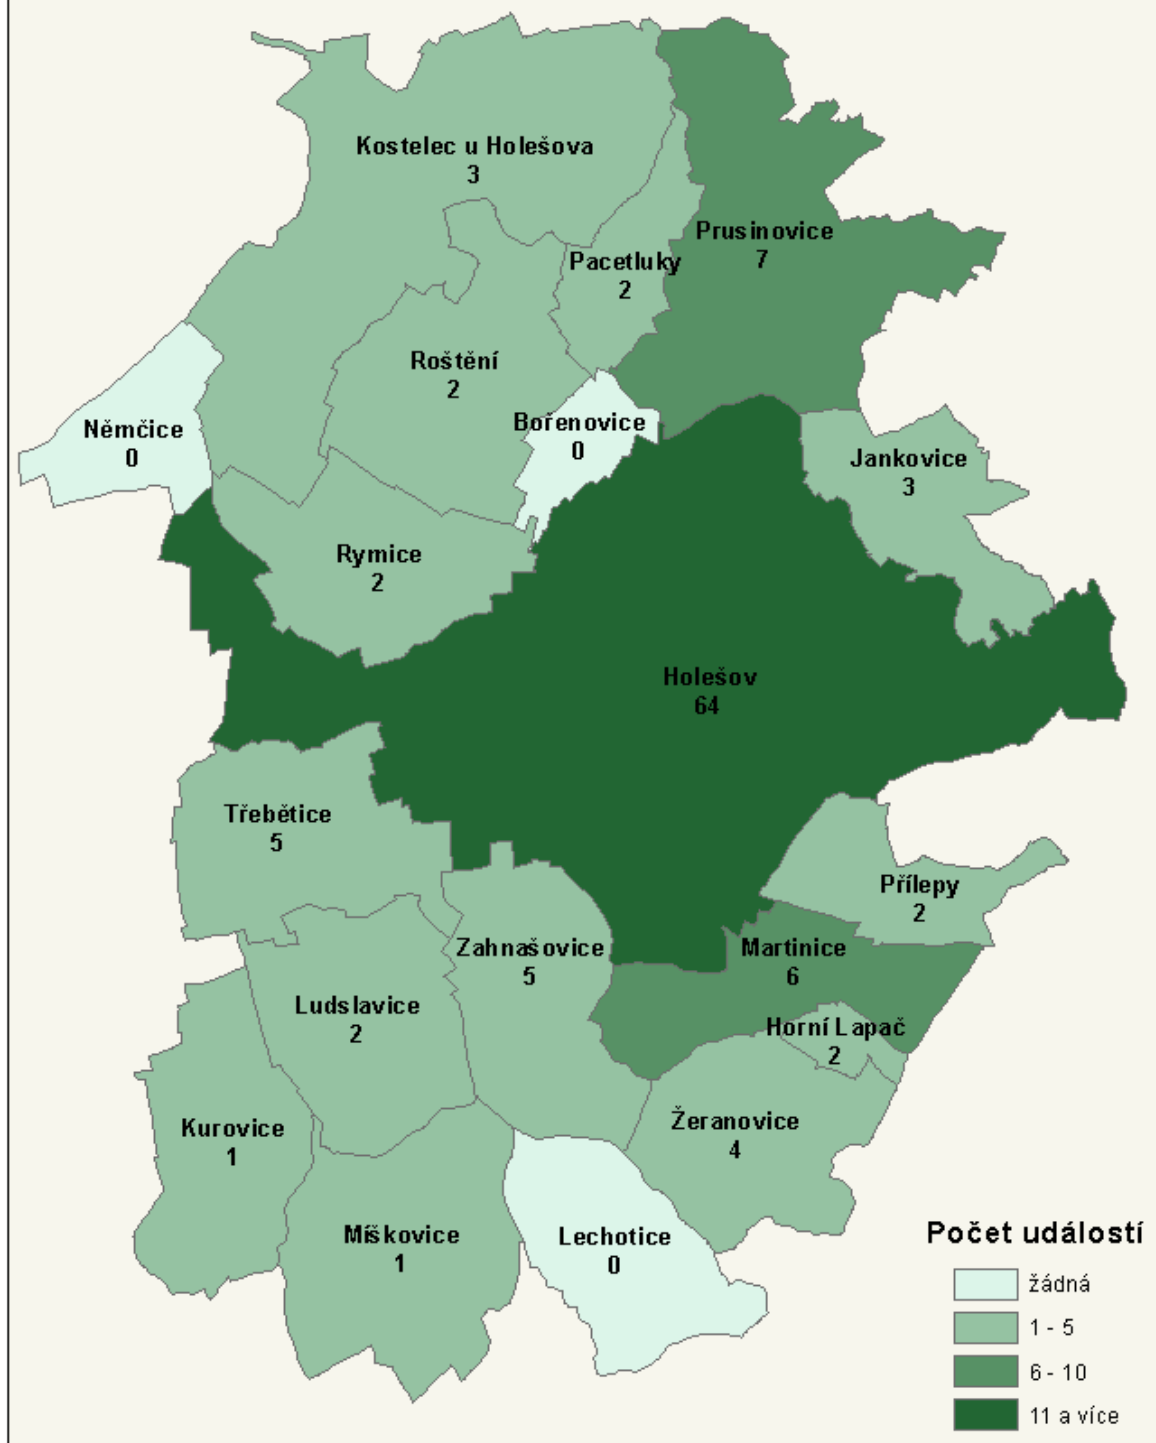 Kostelec u Holešova
3
Prusinovice
7
Pacetluky
2
Roštění
2
Bořenovice
0
Němčice
0
Jankovice
3
Rymice
2
Holešov
64
Třebětice
5
Přílepy
2
Zahnašovice
5
Martinice
6
Ludslavice
2
Horní Lapač
2
Kurovice
1
Žeranovice
4
Míškovice
1
Lechotice
0
Počet událostí
žádná
1 - 5
6 - 10
11 a více